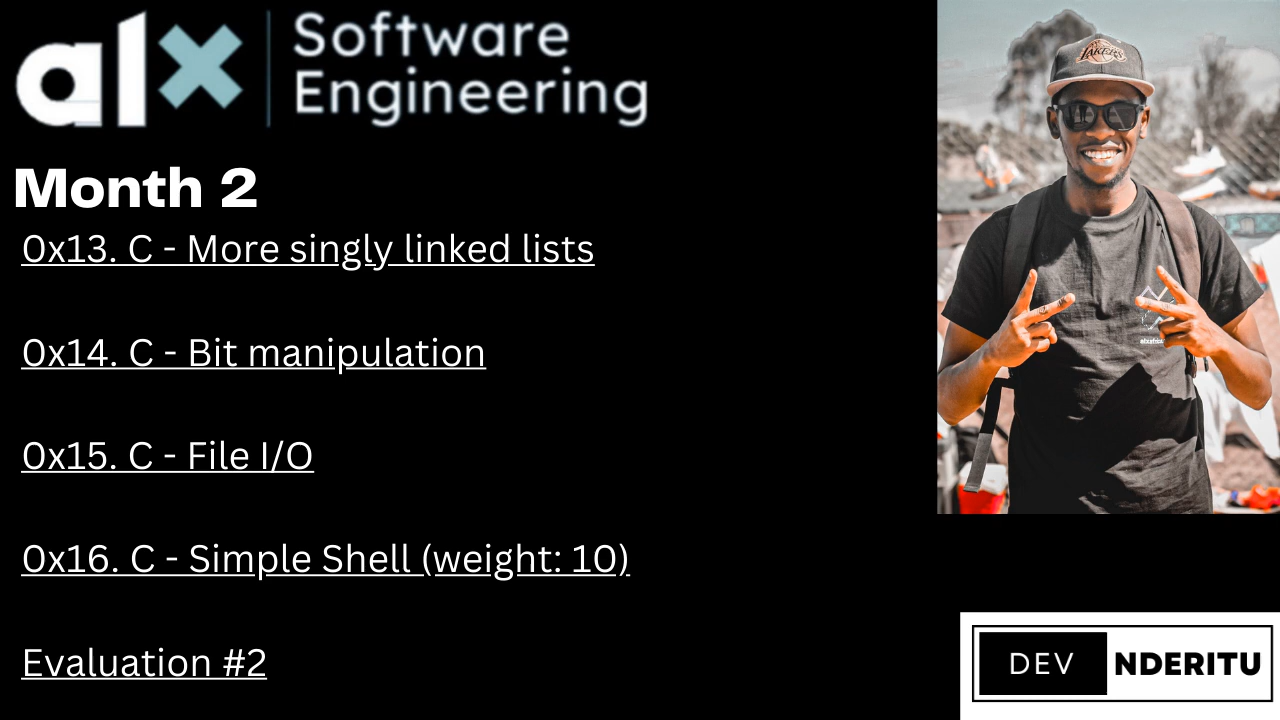 alx
Software
Engineering
Month 2
0x13. C - More singly linked lists
0x14. C - Bit manipulation
0x15. C - File I/O
0x16. C - Simple Shell (weight: 10)
Evaluation #2
LAKERS
DEV NDERITU